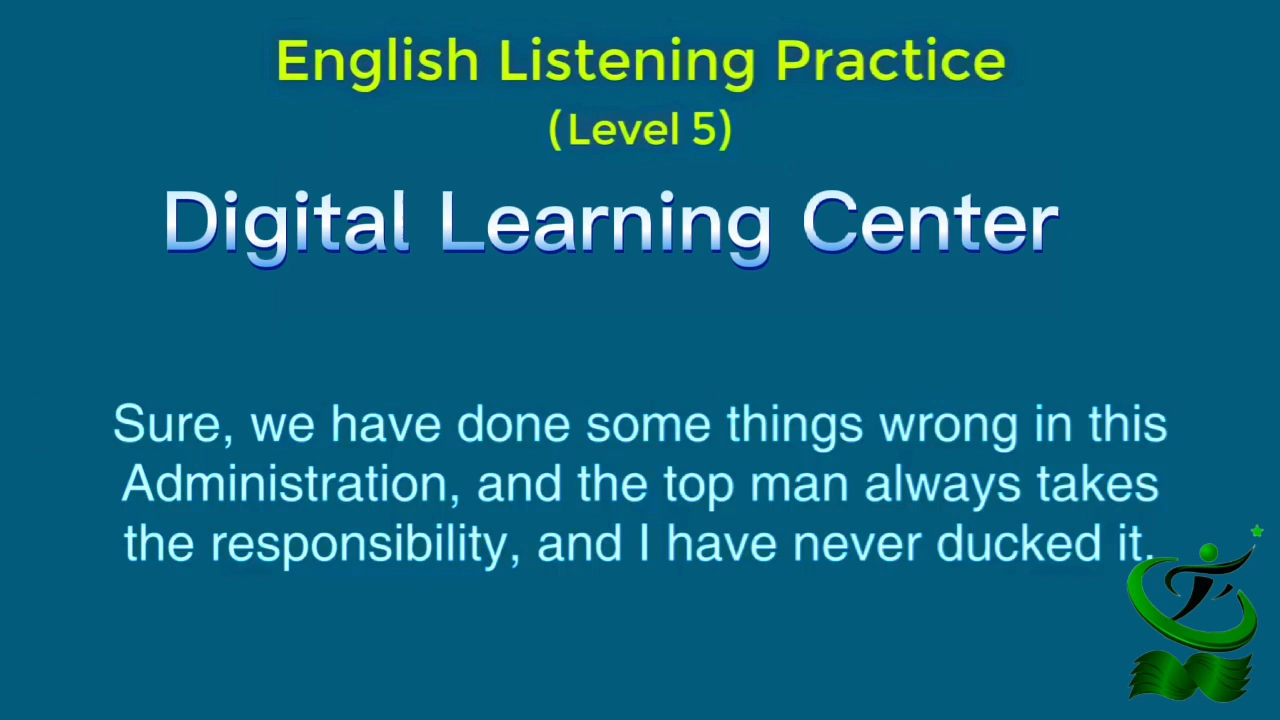 English Listening Practice
(Level 5)
Digital Learning Center
Sure, we have done some things wrong in this
Administration, and the top man always takes
the responsibility, and I have never ducked it.